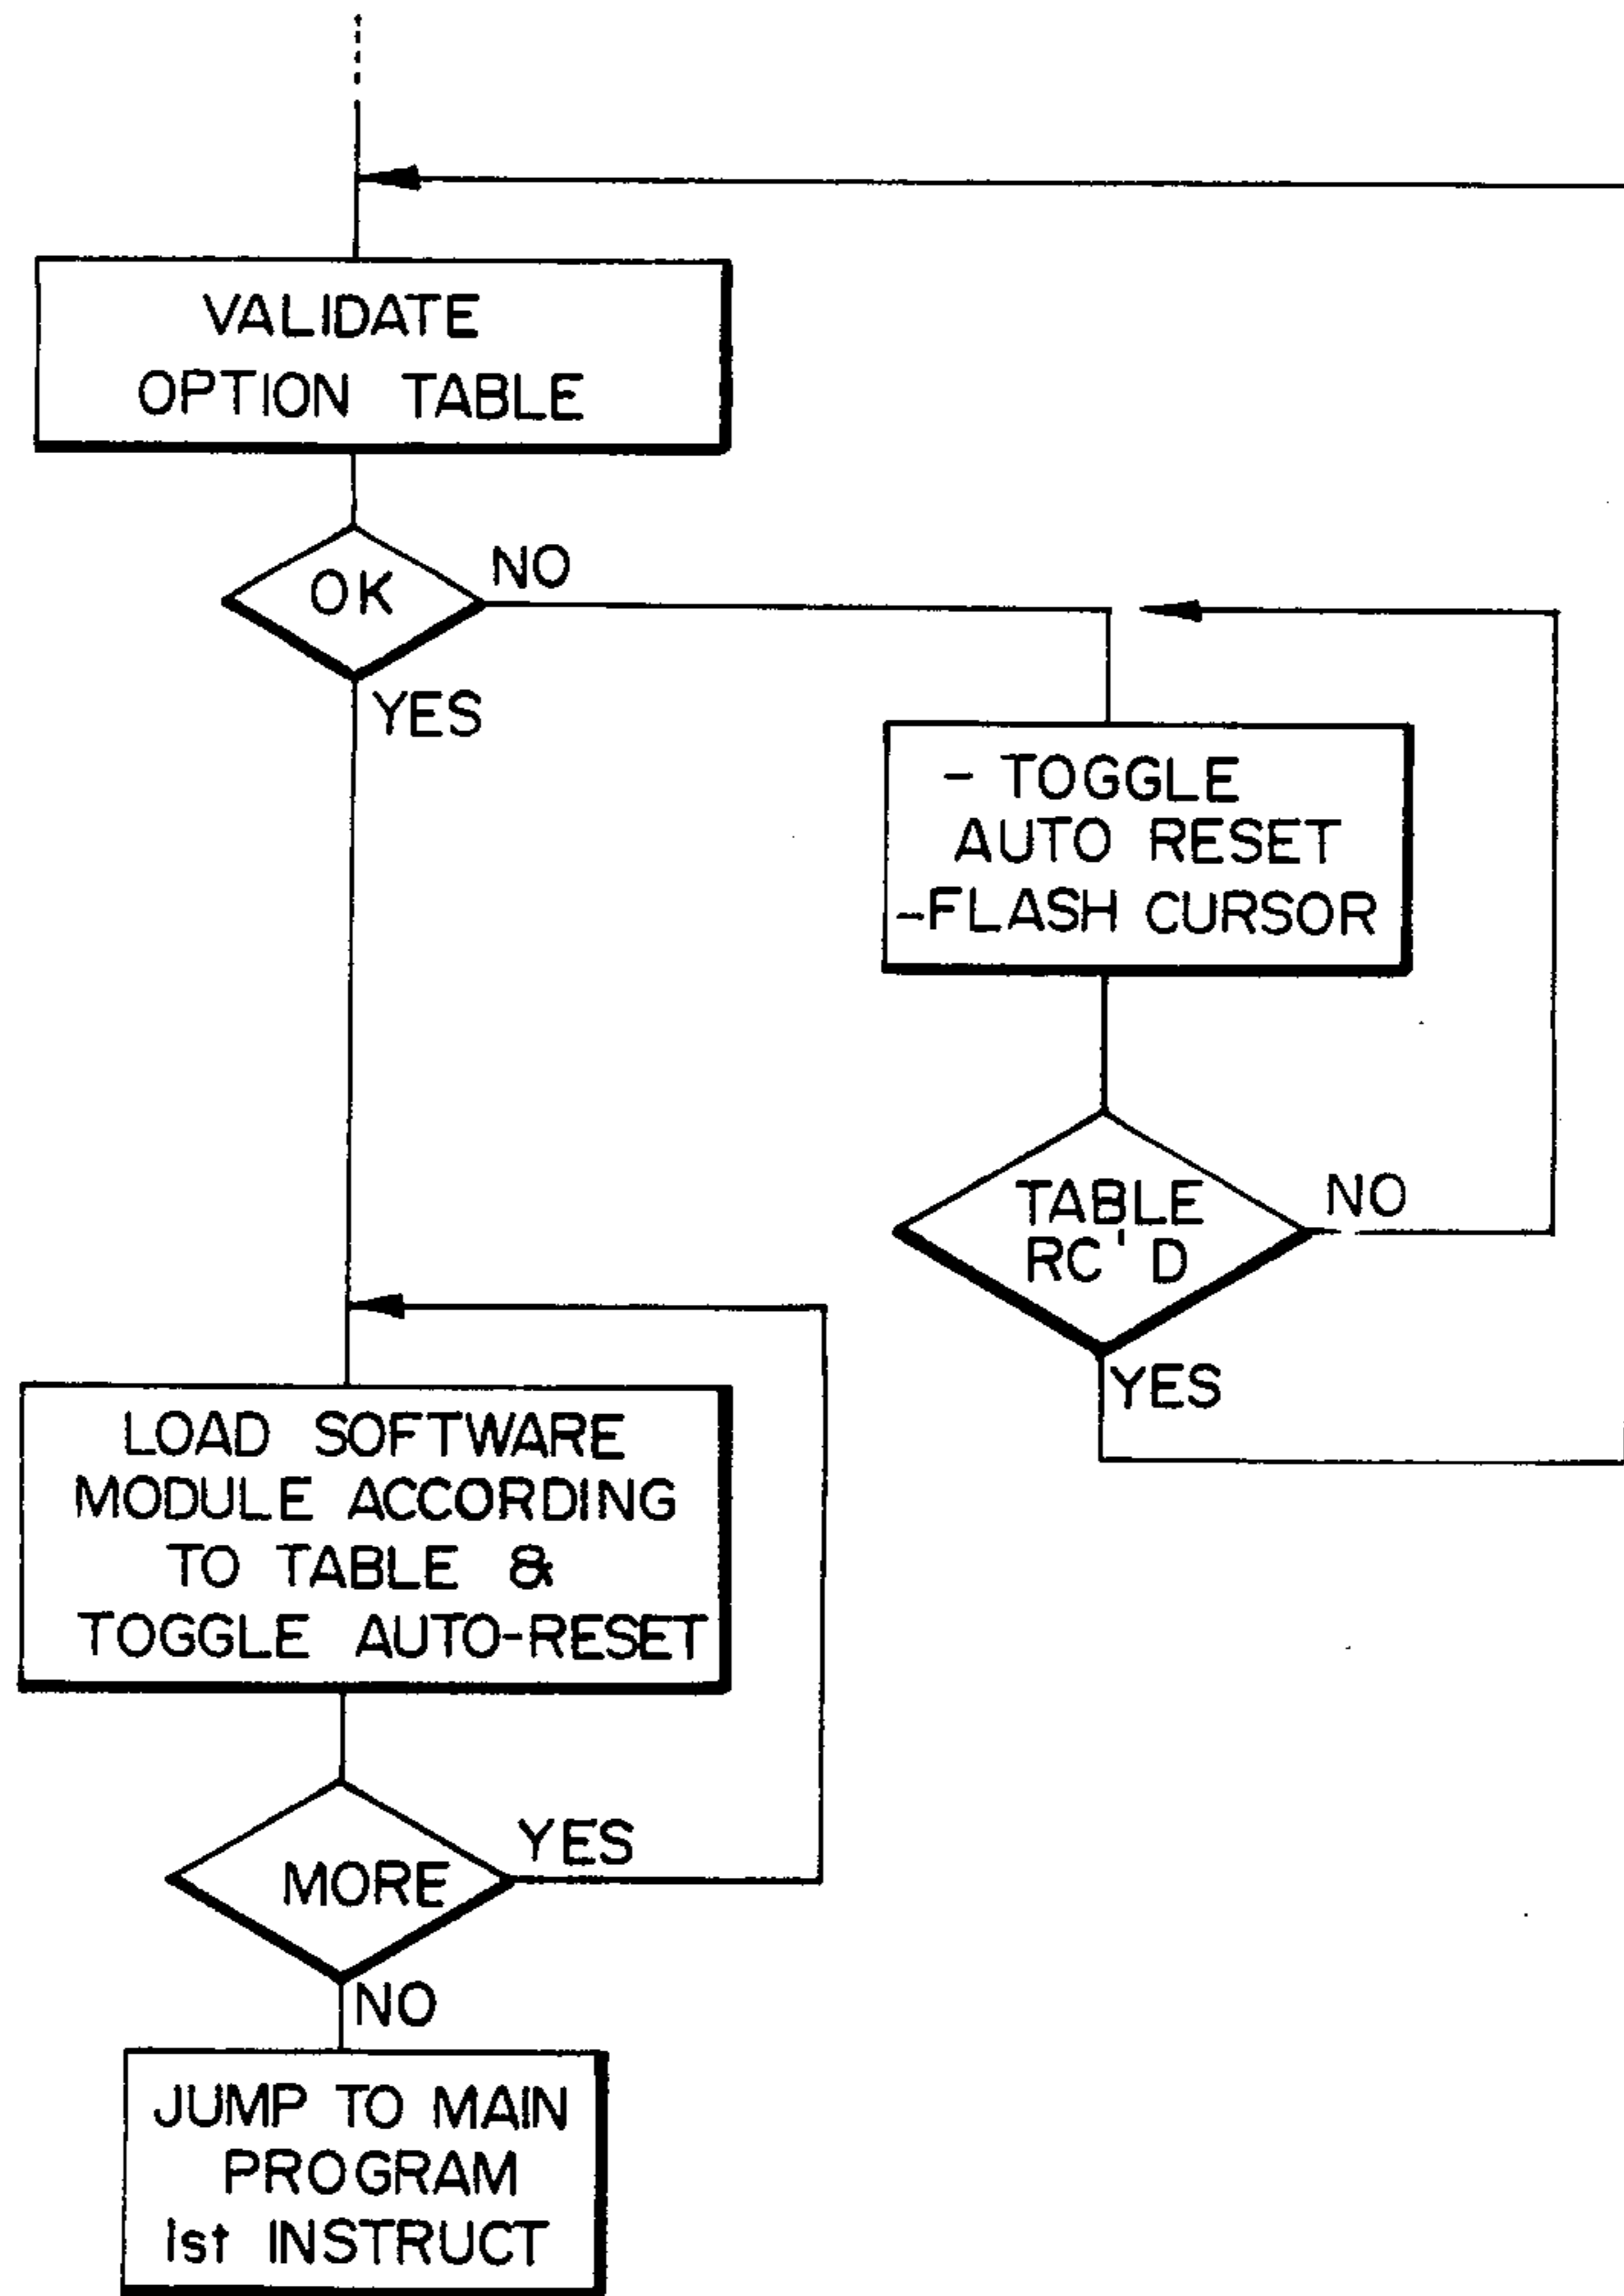 VALIDATE
OPTION TABLE
OK
NO
YES
- TOGGLE
AUTO RESET
-FLASH CURSOR
TABLE
RC'D
NO
YES
LOAD SOFTWARE
MODULE ACCORDING
TO TABLE &
TOGGLE AUTO-RESET
MORE
YES
NO
JUMP TO MAIN
PROGRAM
1st INSTRUCT